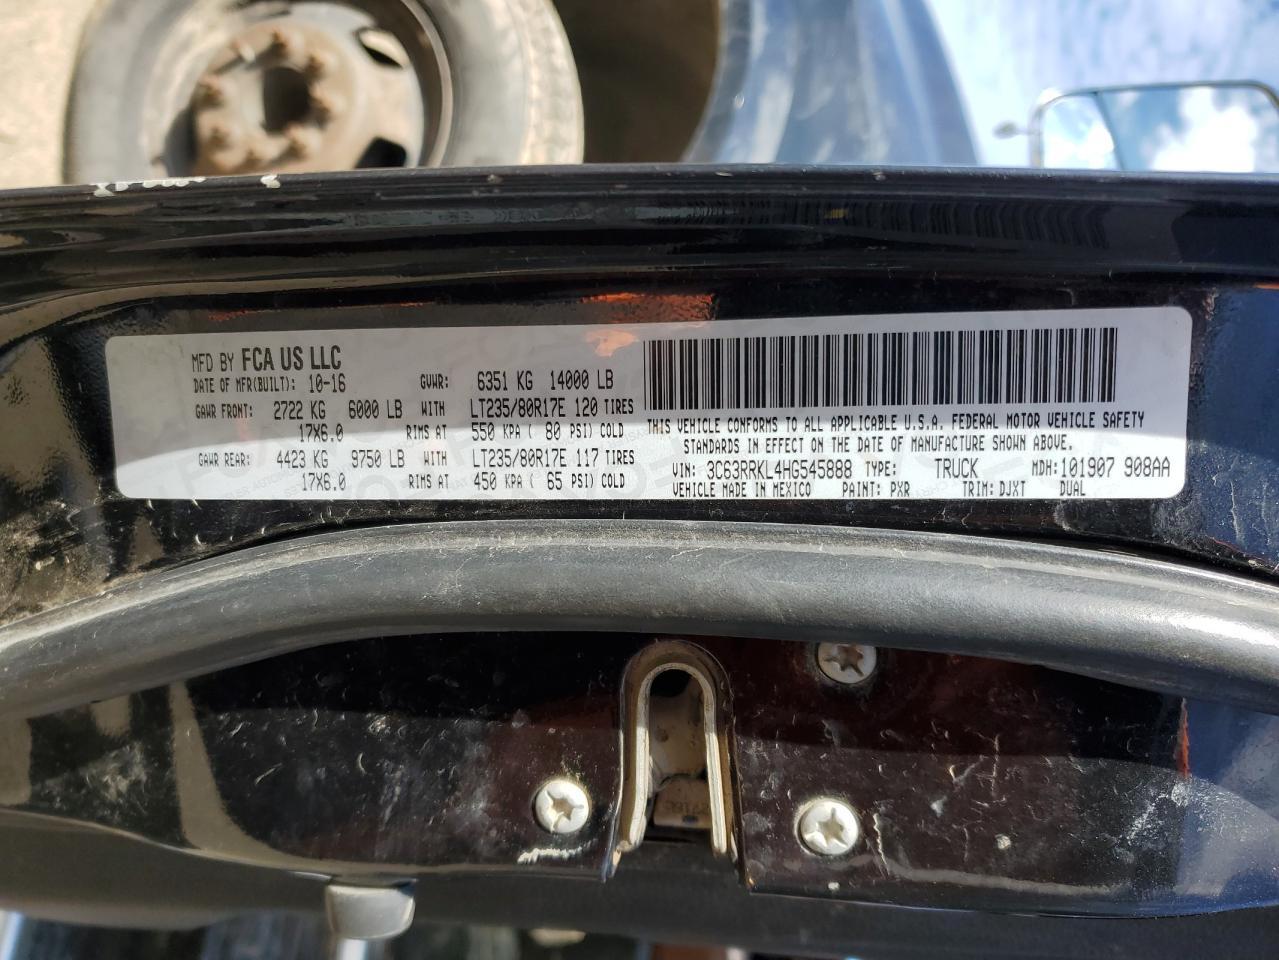 MFD BY FCA US LLC
DATE OF MFR(BUILT): 10-16 GVWR: 6351 KG 14000 LB
GAWR FRONT: 2722 KG 6000 LB WITH LT235/80R17E 120 TIRES
17X6.0 RIMS AT 550 KPA ( 80 PSI) COLD
GAWR REAR: 4423 KG 9750 LB WITH LT235/80R17E 117 TIRES
17X6.0 RIMS AT 450 KPA ( 65 PSI) COLD
THIS VEHICLE CONFORMS TO ALL APPLICABLE U.S.A. FEDERAL MOTOR VEHICLE SAFETY
STANDARDS IN EFFECT ON THE DATE OF MANUFACTURE SHOWN ABOVE.
VIN: 3C63RRKL4HG545888 TYPE: TRUCK MDH: 101907 908AA
VEHICLE MADE IN MEXICO PAINT: PXR TRIM: DJXT DUAL